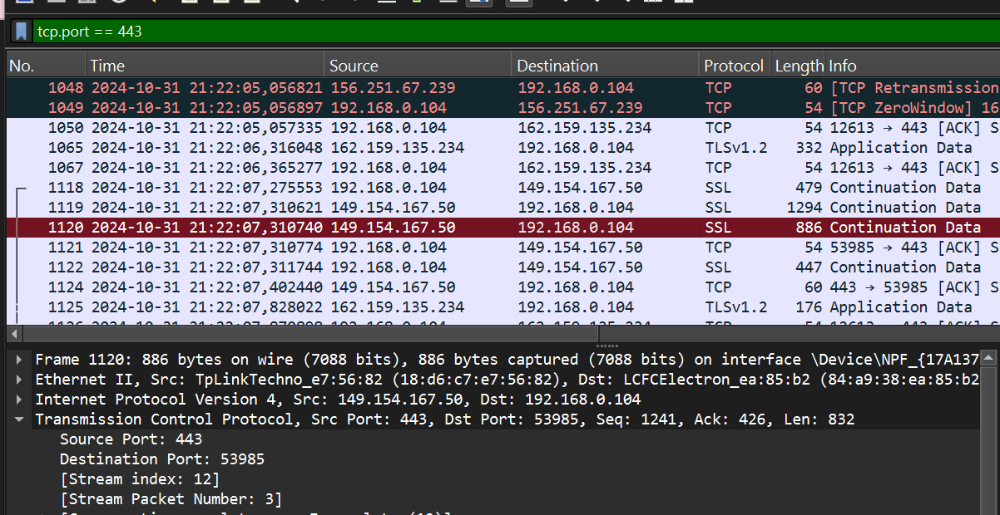 tcp.port == 443
No. Time Source Destination Protocol Length Info
1048 2024-10-31 21:22:05,056821 156.251.67.239 192.168.0.104 TCP 60 [TCP Retransmission
1049 2024-10-31 21:22:05,056897 192.168.0.104 156.251.67.239 TCP 54 [TCP ZeroWindow] 16
1050 2024-10-31 21:22:05,057335 192.168.0.104 162.159.135.234 TCP 54 12613 → 443 [ACK] S
1065 2024-10-31 21:22:06,316048 162.159.135.234 192.168.0.104 TLSv1.2 332 Application Data
1067 2024-10-31 21:22:06,365277 192.168.0.104 162.159.135.234 TCP 54 12613 → 443 [ACK] S
1118 2024-10-31 21:22:07,275553 192.168.0.104 149.154.167.50 SSL 479 Continuation Data
1119 2024-10-31 21:22:07,310621 149.154.167.50 192.168.0.104 SSL 1294 Continuation Data
1120 2024-10-31 21:22:07,310740 149.154.167.50 192.168.0.104 SSL 886 Continuation Data
1121 2024-10-31 21:22:07,310774 192.168.0.104 149.154.167.50 TCP 54 53985 → 443 [ACK] S
1122 2024-10-31 21:22:07,311744 192.168.0.104 149.154.167.50 SSL 447 Continuation Data
1124 2024-10-31 21:22:07,402440 149.154.167.50 192.168.0.104 TCP 60 443 → 53985 [ACK] S
1125 2024-10-31 21:22:07,828022 162.159.135.234 192.168.0.104 TLSv1.2 176 Application Data
Frame 1120: 886 bytes on wire (7088 bits), 886 bytes captured (7088 bits) on interface \Device\NPF_{17A137
Ethernet II, Src: TpLinkTechno_e7:56:82 (18:d6:c7:e7:56:82), Dst: LCFCElectron_ea:85:b2 (84:a9:38:ea:85:b2
Internet Protocol Version 4, Src: 149.154.167.50, Dst: 192.168.0.104
Transmission Control Protocol, Src Port: 443, Dst Port: 53985, Seq: 1241, Ack: 426, Len: 832
Source Port: 443
Destination Port: 53985
[Stream index: 12]
[Stream Packet Number: 3]